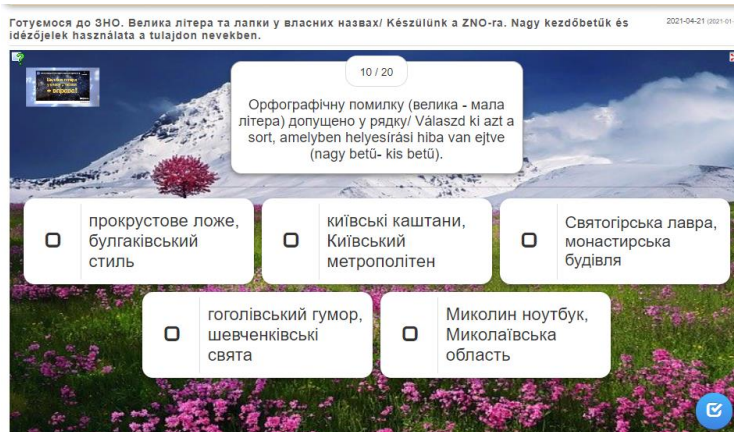 Готуємося до ЗНО. Велика літера та лапки у власних назвах/ Készülünk a ZNO-ra. Nagy kezdőbetűk és
idézőjelek használata a tulajdon nevekben.
2021-04-21
10 / 20
Орфографічну помилку (велика - мала
літера) допущено у рядку/ Válaszd ki azt a
sort, amelyben helyesírási hiba van ejtve
(nagy betű- kis betű).
прокрустове ложе,
булгаківський
стиль
київські каштани,
Київський
метрополітен
Святогірська лавра,
монастирська
будівля
гоголівський гумор,
шевченківські
свята
Миколин ноутбук,
Миколаївська
область